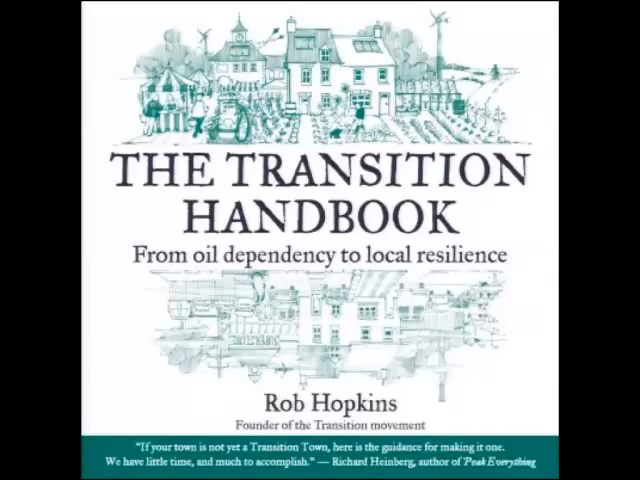 THE TRANSITION
HANDBOOK
From oil dependency to local resilience
Rob Hopkins
Founder of the Transition movement
“If your town is not yet a Transition Town, here is the guidance for making it one.
We have little time, and much to accomplish.” — Richard Heinberg, author of ‘Peak Everything